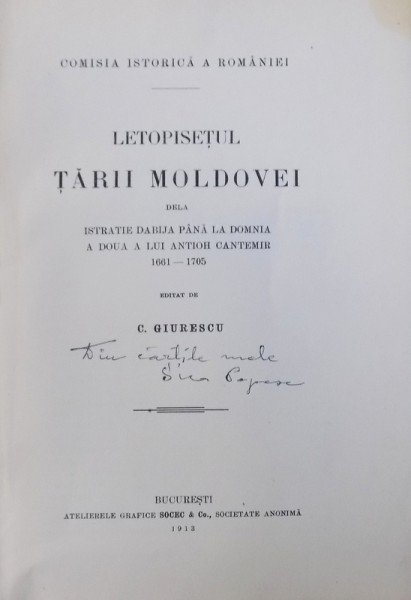 COMISIA ISTORICĂ A ROMÂNIEI
LETOPISEȚUL
ȚĂRII MOLDOVEI
DELA
ISTRATIE DABIJA PÂNĂ LA DOMNIA
A DOUA A LUI ANTIOH CANTEMIR
1661 — 1705
EDITAT DE
C. GIURESCU
Din cărțile mele
Popescu
BUCUREȘTI
ATELIERELE GRAFICE SOCEC & Co., SOCIETATE ANONIMĂ
1913